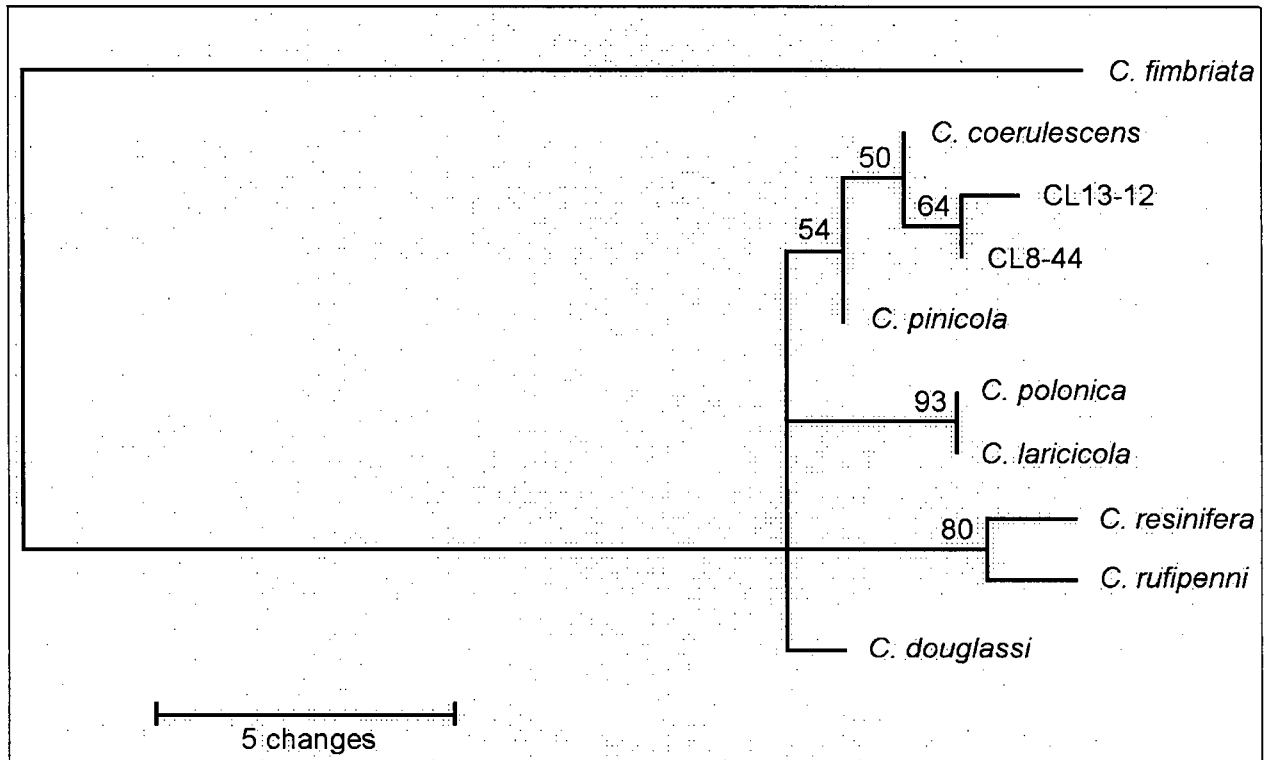 C. fimbriata
C. coerulescens
50
CL13-12
64
54
CL8-44
C. pinicola
C. polonica
93
C. laricicola
C. resinifera
80
C. rufipenni
C. douglassi
5 changes